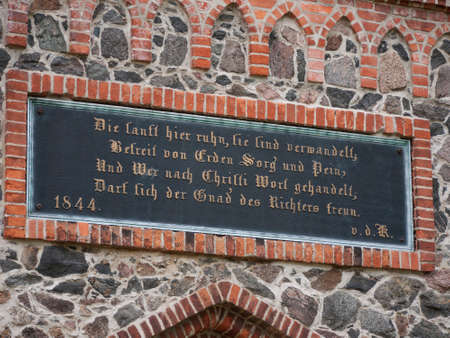 Die sanft hier ruhn, sie sind verwandelt,
Befreit von Erden Sorg' und Pein,
Und Wer nach Christi Wort gehandelt,
Darf sich der Gnad' des Richters freun.
1844.
v.d.K.